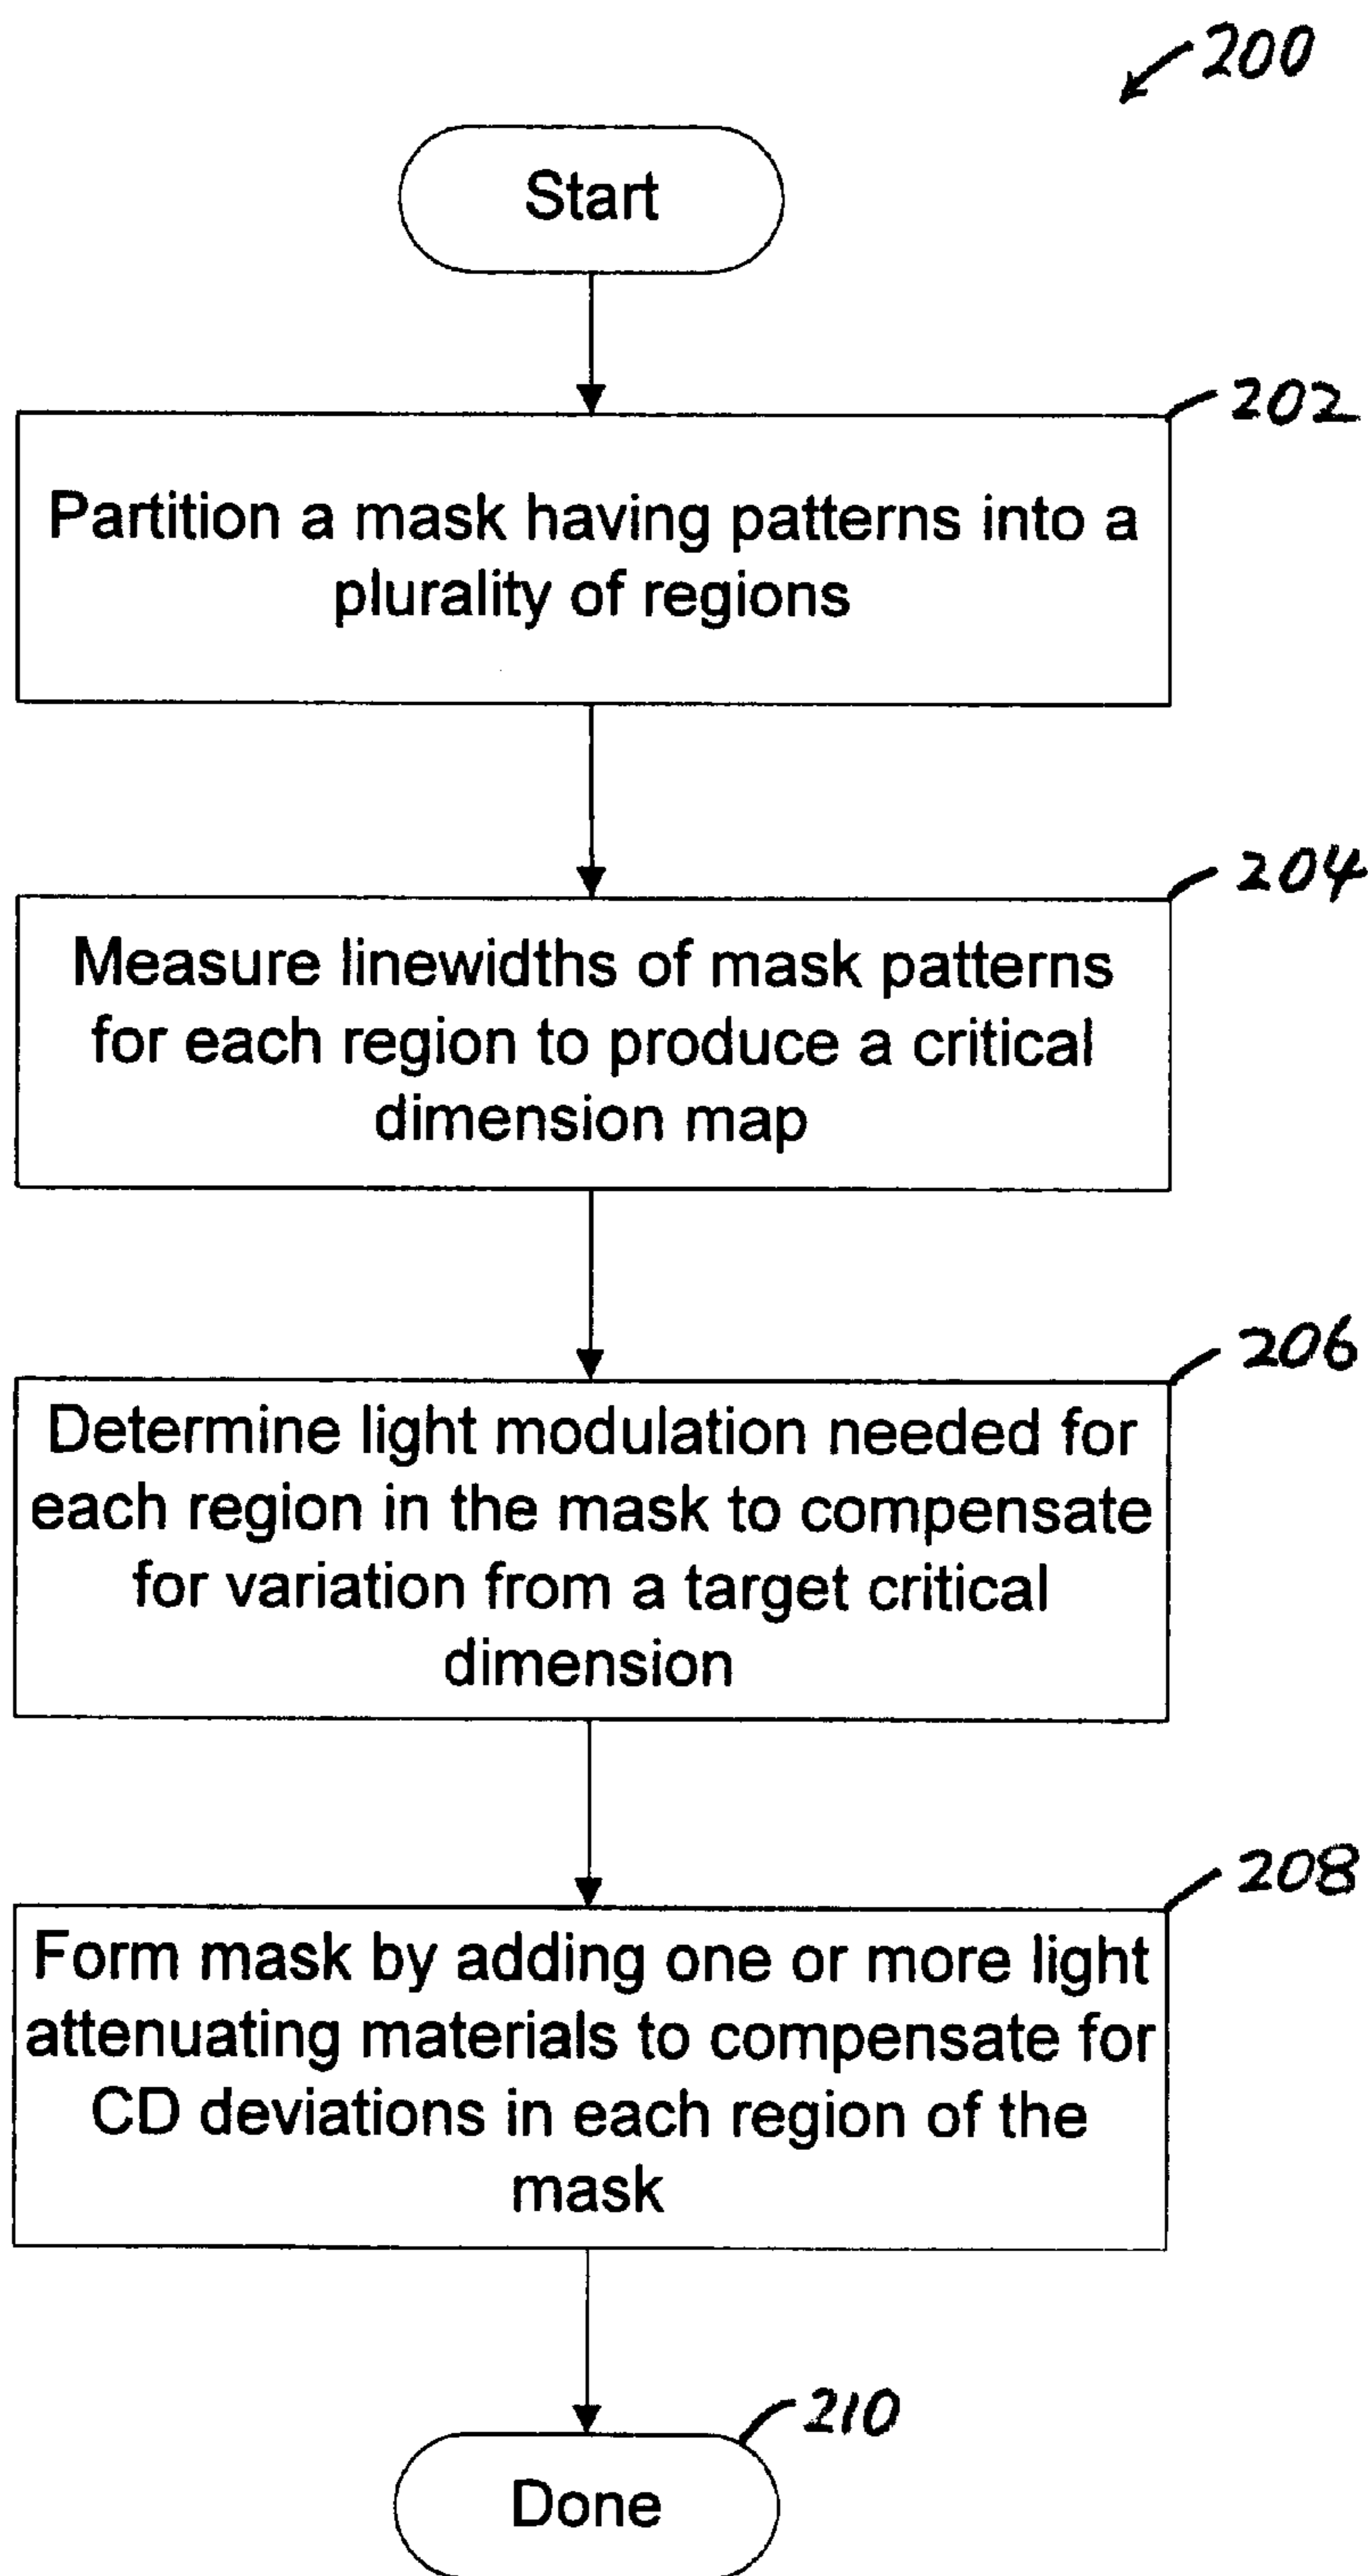 200
Start
202
Partition a mask having patterns into a
plurality of regions
204
Measure linewidths of mask patterns
for each region to produce a critical
dimension map
206
Determine light modulation needed for
each region in the mask to compensate
for variation from a target critical
dimension
208
Form mask by adding one or more light
attenuating materials to compensate for
CD deviations in each region of the
mask
210
Done